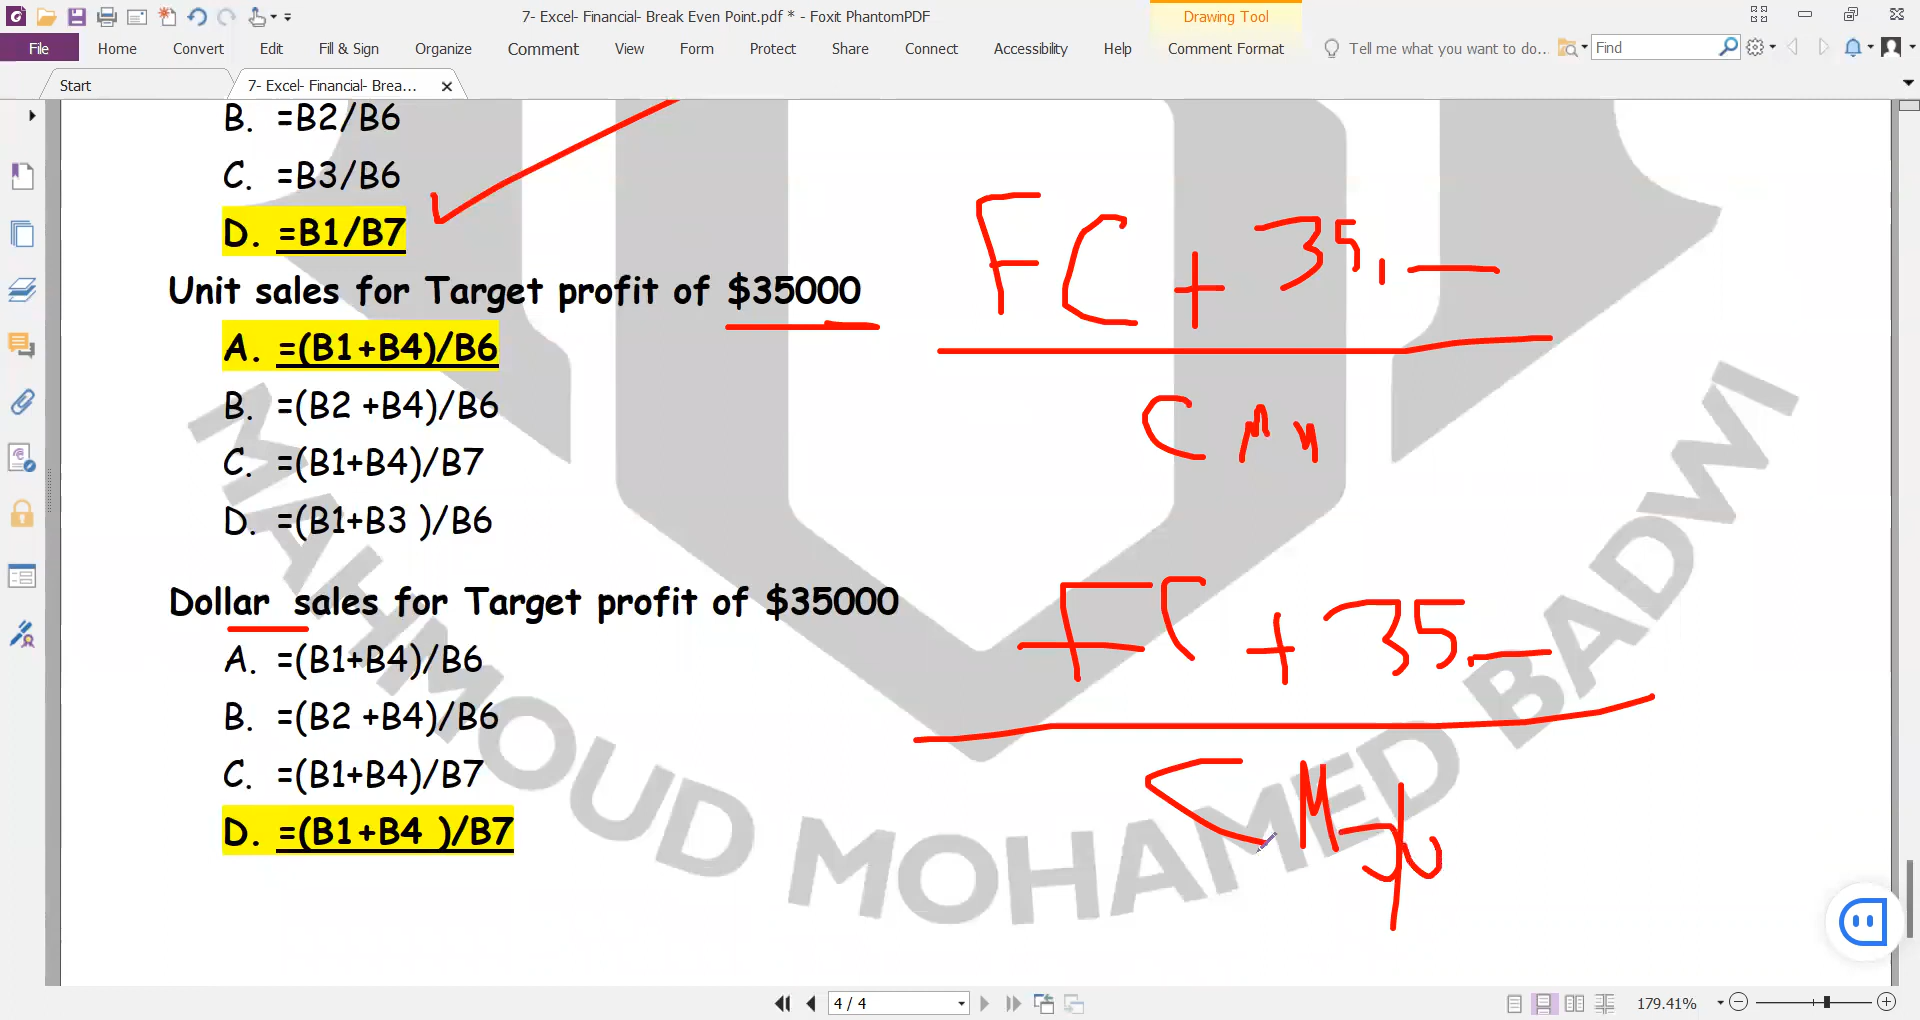 7- Excel- Financial- Break Even Point.pdf * - Foxit PhantomPDF
Drawing Tool
File Home Convert Edit Fill & Sign Organize Comment View Form Protect Share Connect Accessibility Help Comment Format Tell me what you want to do... Find
Start 7- Excel- Financial- Brea...
B. =B2/B6
C. =B3/B6
D. =B1/B7
Unit sales for Target profit of $35000
FC + 35,
A. =(B1+B4)/B6
B. =(B2 +B4)/B6
CM
C. =(B1+B4)/B7
D. =(B1+B3 )/B6
Dollar sales for Target profit of $35000
FC + 35
A. =(B1+B4)/B6
B. =(B2 +B4)/B6
C. =(B1+B4)/B7
CM %
D. =(B1+B4 )/B7
MAHMOUD MOHAMED BADWI
4 / 4
179.41%